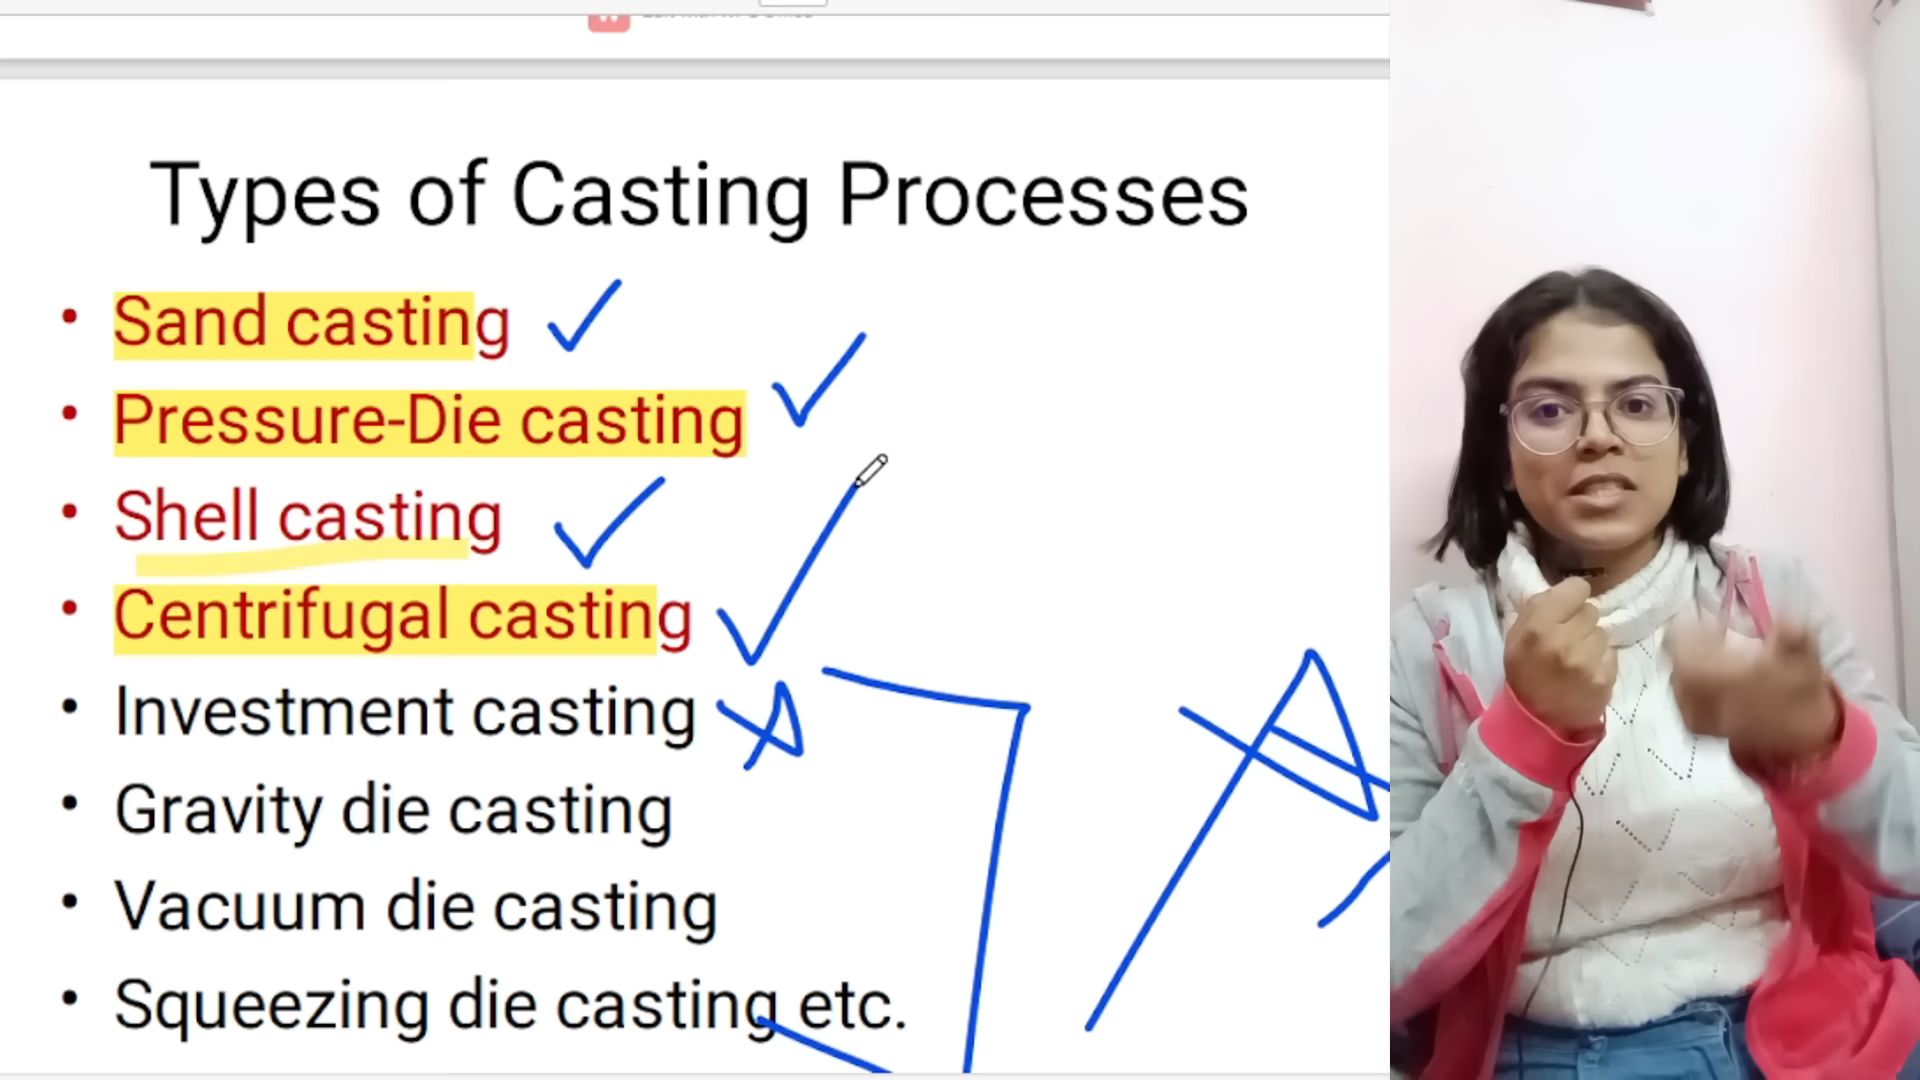 Types of Casting Processes
• Sand casting
• Pressure-Die casting
• Shell casting
• Centrifugal casting
• Investment casting
• Gravity die casting
• Vacuum die casting
• Squeezing die casting etc.